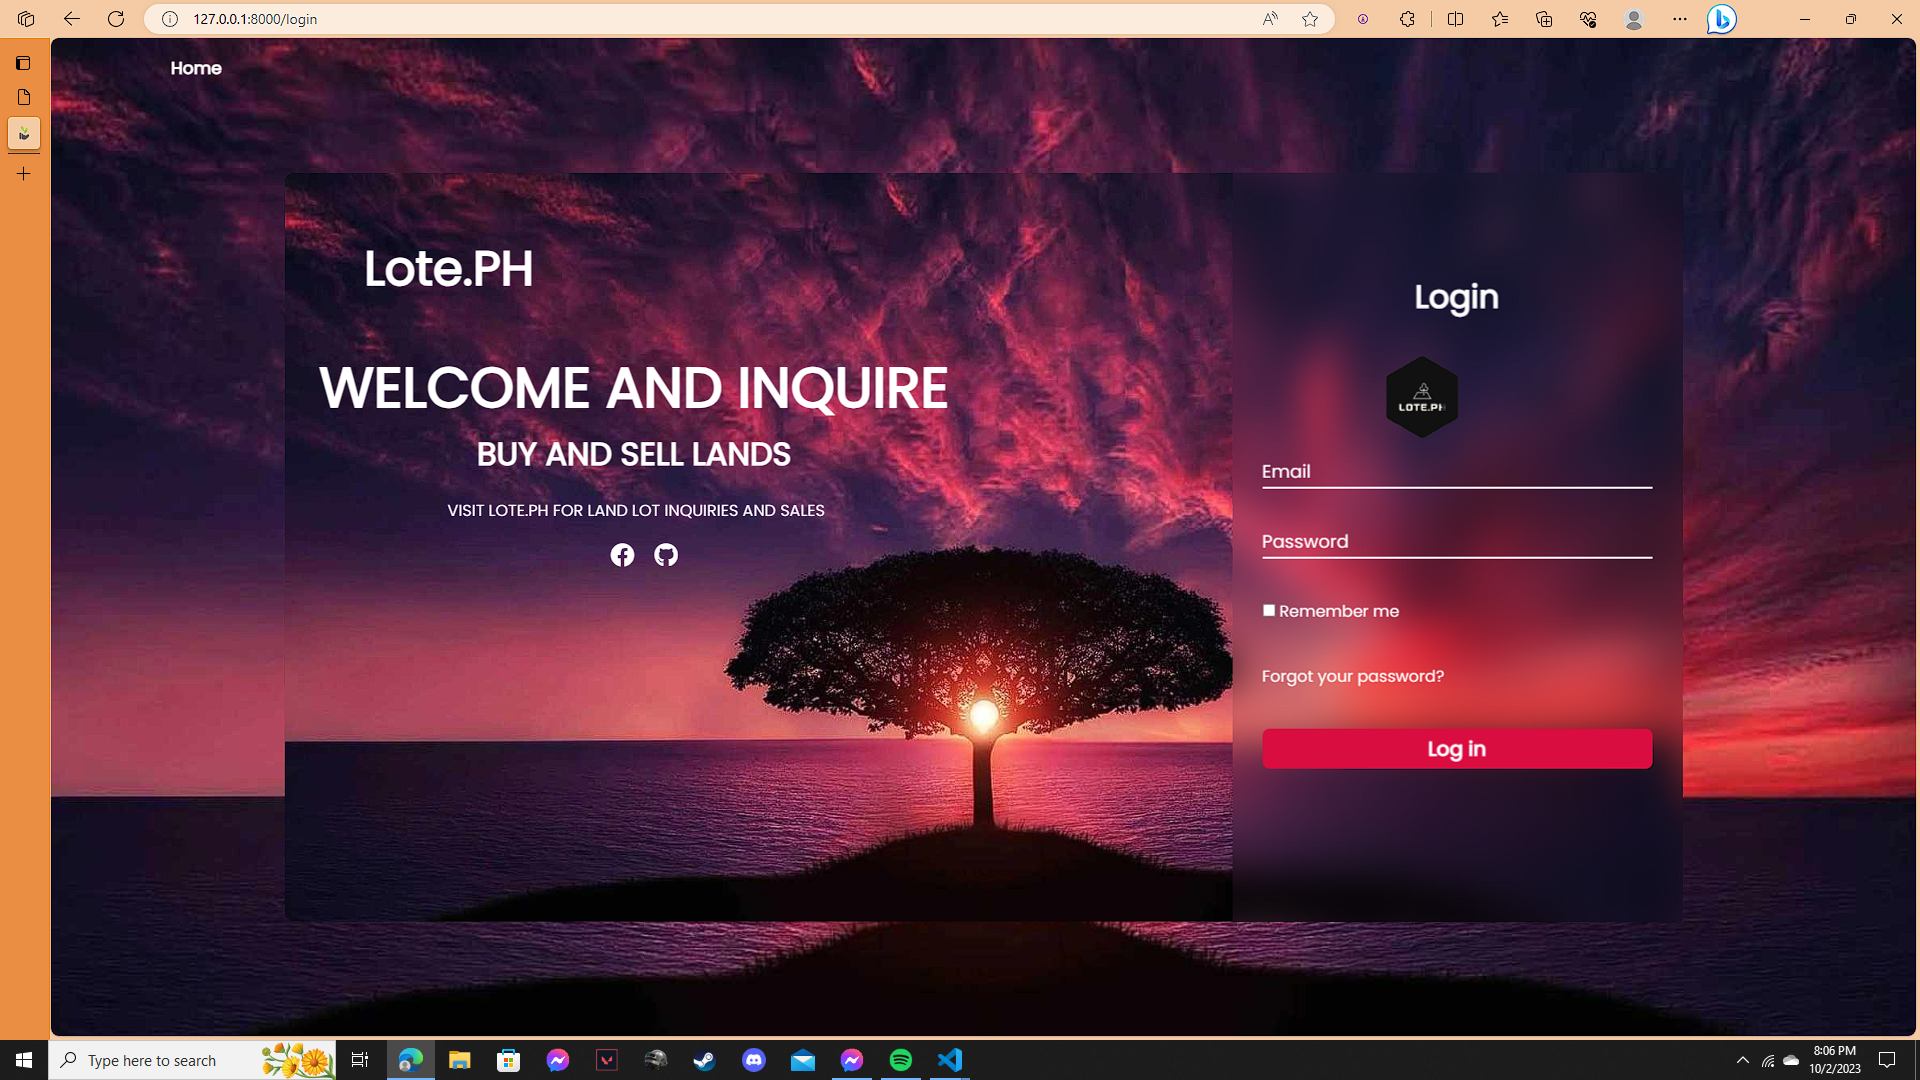 127.0.0.1:8000/login
Home
Lote.PH
WELCOME AND INQUIRE
BUY AND SELL LANDS
VISIT LOTE.PH FOR LAND LOT INQUIRIES AND SALES
Login
LOTE.PH
Email
Password
Remember me
Forgot your password?
Log in
Type here to search
8:06 PM
10/2/2023